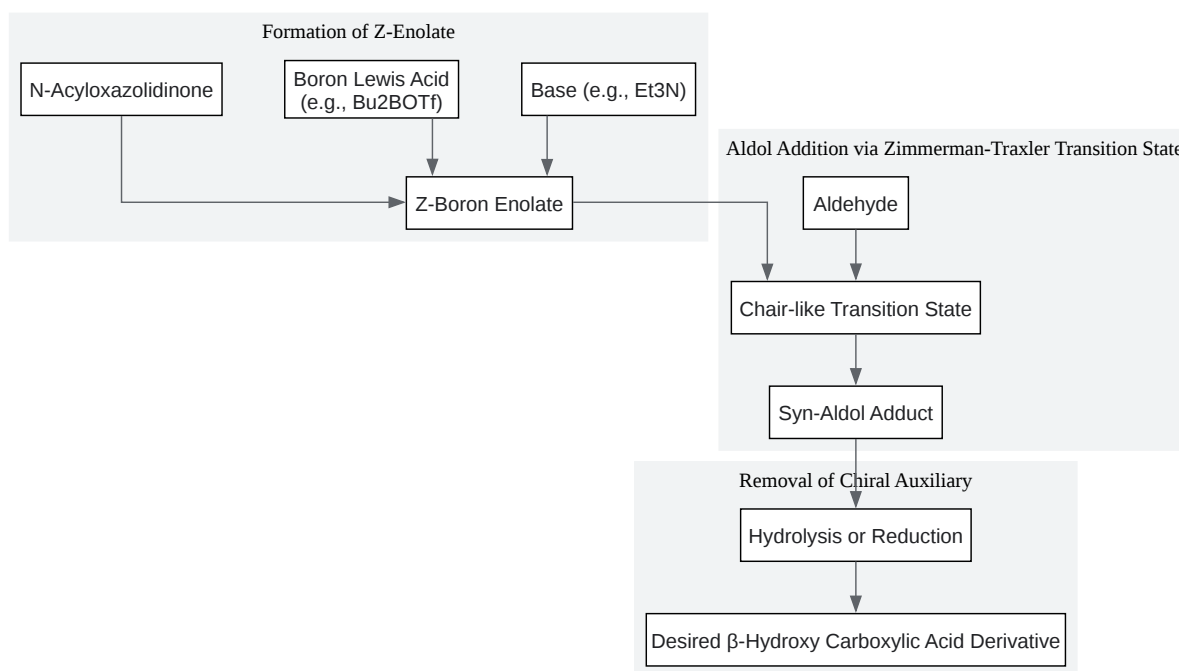 Formation of Z-Enolate
N-Acyloxazolidinone
Boron Lewis Acid
(e.g., Bu2BOTf)
Base (e.g., Et3N)
Z-Boron Enolate
Aldol Addition via Zimmerman-Traxler Transition State
Aldehyde
Chair-like Transition State
Syn-Aldol Adduct
Removal of Chiral Auxiliary
Hydrolysis or Reduction
Desired β-Hydroxy Carboxylic Acid Derivative